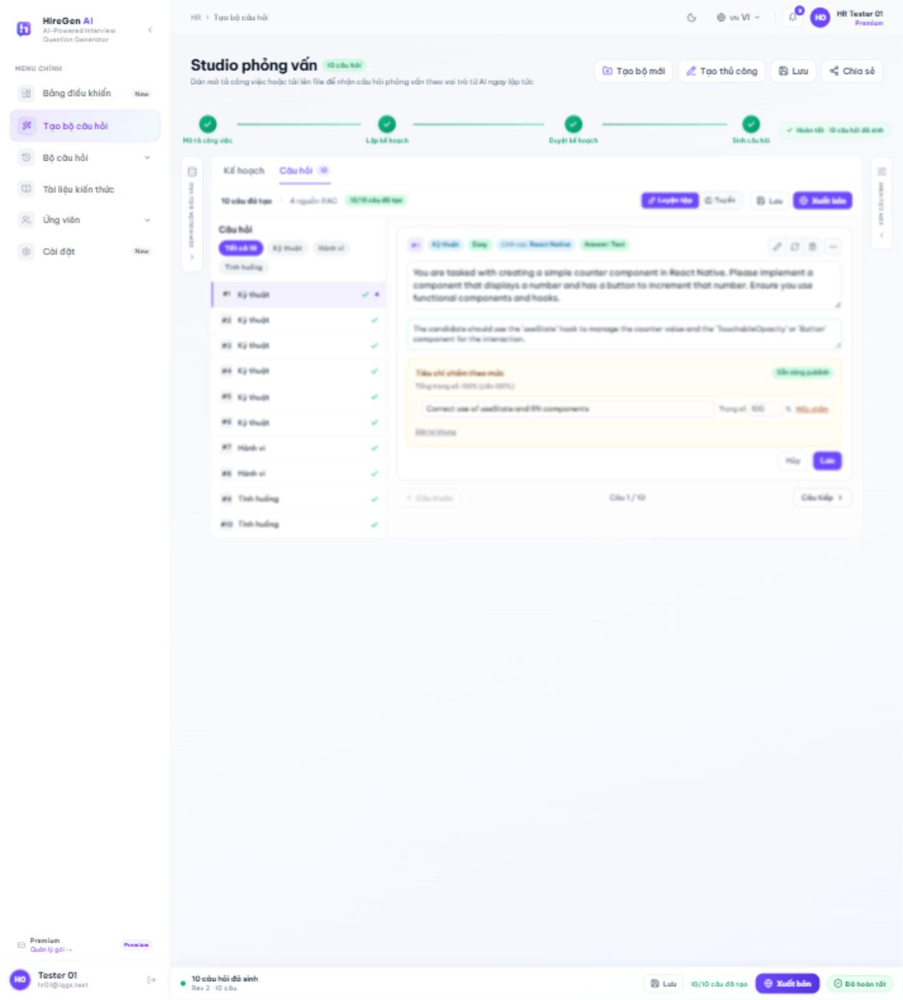 HireGen AI
AI-Powered Interview
Question Generator
MENU CHÍNH
Bảng điều khiển New
Tạo bộ câu hỏi
Bộ câu hỏi
Tài liệu kiến thức
Ứng viên
Cài đặt New
Premium
Quản lý gói → Premium
H0 Tester 01
hr01@iqgs.test
HR > Tạo bộ câu hỏi
VN VI
3
H0 HR Tester 01
Premium
Studio phỏng vấn 10 câu hỏi
Dán mô tả công việc hoặc tải lên file để nhận câu hỏi phỏng vấn theo vai trò từ AI ngay lập tức
Tạo bộ mới Tạo thủ công Lưu Chia sẻ
Mô tả công việc Lập kế hoạch Duyệt kế hoạch Sinh câu hỏi
Hoàn tất · 10 câu hỏi đã sinh
Kế hoạch Câu hỏi 10
10 câu đã tạo · 4 nguồn RAG 10/10 câu đã tạo
Luyện tập Tuyển Lưu Xuất bản
Câu hỏi
Tất cả 10 Kỹ thuật Hành vi
Tình huống
#1 Kỹ thuật
#2 Kỹ thuật
#3 Kỹ thuật
#4 Kỹ thuật
#5 Kỹ thuật
#6 Kỹ thuật
#7 Hành vi
#8 Hành vi
#9 Tình huống
#10 Tình huống
#1 Kỹ thuật Easy Lĩnh vực: React Native Answer: Text
You are tasked with creating a simple counter component in React Native. Please implement a
component that displays a number and has a button to increment that number. Ensure you use
functional components and hooks.
The candidate should use the 'useState' hook to manage the counter value and the 'TouchableOpacity' or 'Button'
component for the interaction.
Tiêu chí chấm theo mức
Sẵn sàng publish
Tổng trọng số: 100% (cần 100%)
Correct use of useState and RN components Trọng số 100 % Mốc chấm
Đặt lại khung
Hủy Lưu
Câu trước Câu 1 / 10 Câu tiếp
10 câu hỏi đã sinh
Rev 2 · 10 câu
Lưu 10/10 câu đã tạo Xuất bản Đã hoàn tất